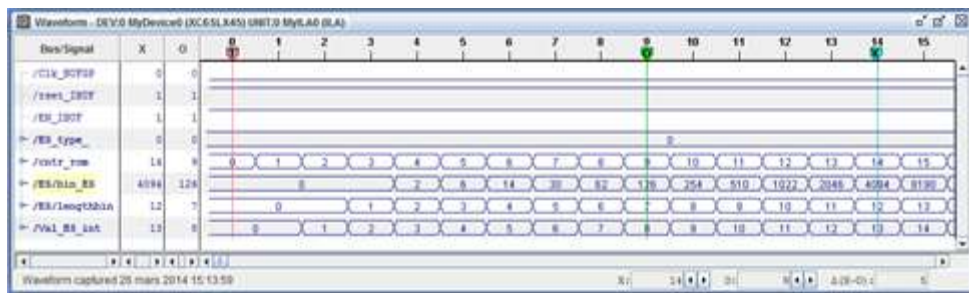 Waveform - DEV:0 MyDevice0 (XC6SLX45) UNIT:0 MyILA0 (ILA)
Bus/Signal X O 0 1 2 3 4 5 6 7 8 9 10 11 12 13 14 15
/Clk_BUFGP 0 0
/reset_IBUF 1 1
/EN_IBUF 1 1
/ES_type_ 0 0 0
/cntr_rom 14 9 0 1 2 3 4 5 6 7 8 9 10 11 12 13 14 15
/ES/bin_ES 4094 126 0 2 6 14 30 62 126 254 510 1022 2046 4094 8190
/ES/lengthbin 12 7 0 1 2 3 4 5 6 7 8 9 10 11 12 13
/Val_ES_int 13 8 0 1 2 3 4 5 6 7 8 9 10 11 12 13 14
Waveform captured 26 mars 2014 15:13:59 X: 14 O: 9 Δ(X-O): 5